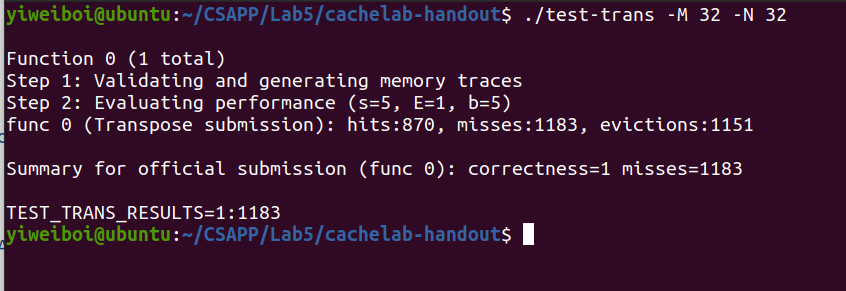 yiweiboi@ubuntu:~/CSAPP/Lab5/cachelab-handout$ ./test-trans -M 32 -N 32
Function 0 (1 total)
Step 1: Validating and generating memory traces
Step 2: Evaluating performance (s=5, E=1, b=5)
func 0 (Transpose submission): hits:870, misses:1183, evictions:1151
Summary for official submission (func 0): correctness=1 misses=1183
TEST_TRANS_RESULTS=1:1183
yiweiboi@ubuntu:~/CSAPP/Lab5/cachelab-handout$